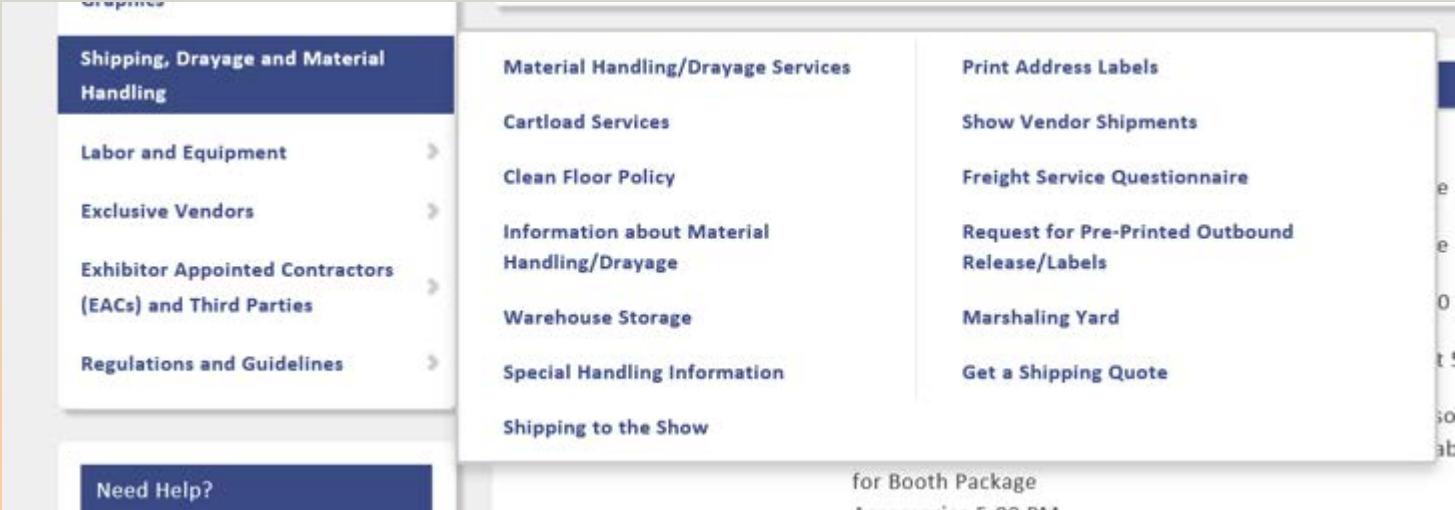 Graphics
Shipping, Drayage and Material
Handling
Labor and Equipment
Exclusive Vendors
Exhibitor Appointed Contractors
(EACs) and Third Parties
Regulations and Guidelines
Need Help?
Material Handling/Drayage Services
Cartload Services
Clean Floor Policy
Information about Material
Handling/Drayage
Warehouse Storage
Special Handling Information
Shipping to the Show
Print Address Labels
Show Vendor Shipments
Freight Service Questionnaire
Request for Pre-Printed Outbound
Release/Labels
Marshaling Yard
Get a Shipping Quote
for Booth Package